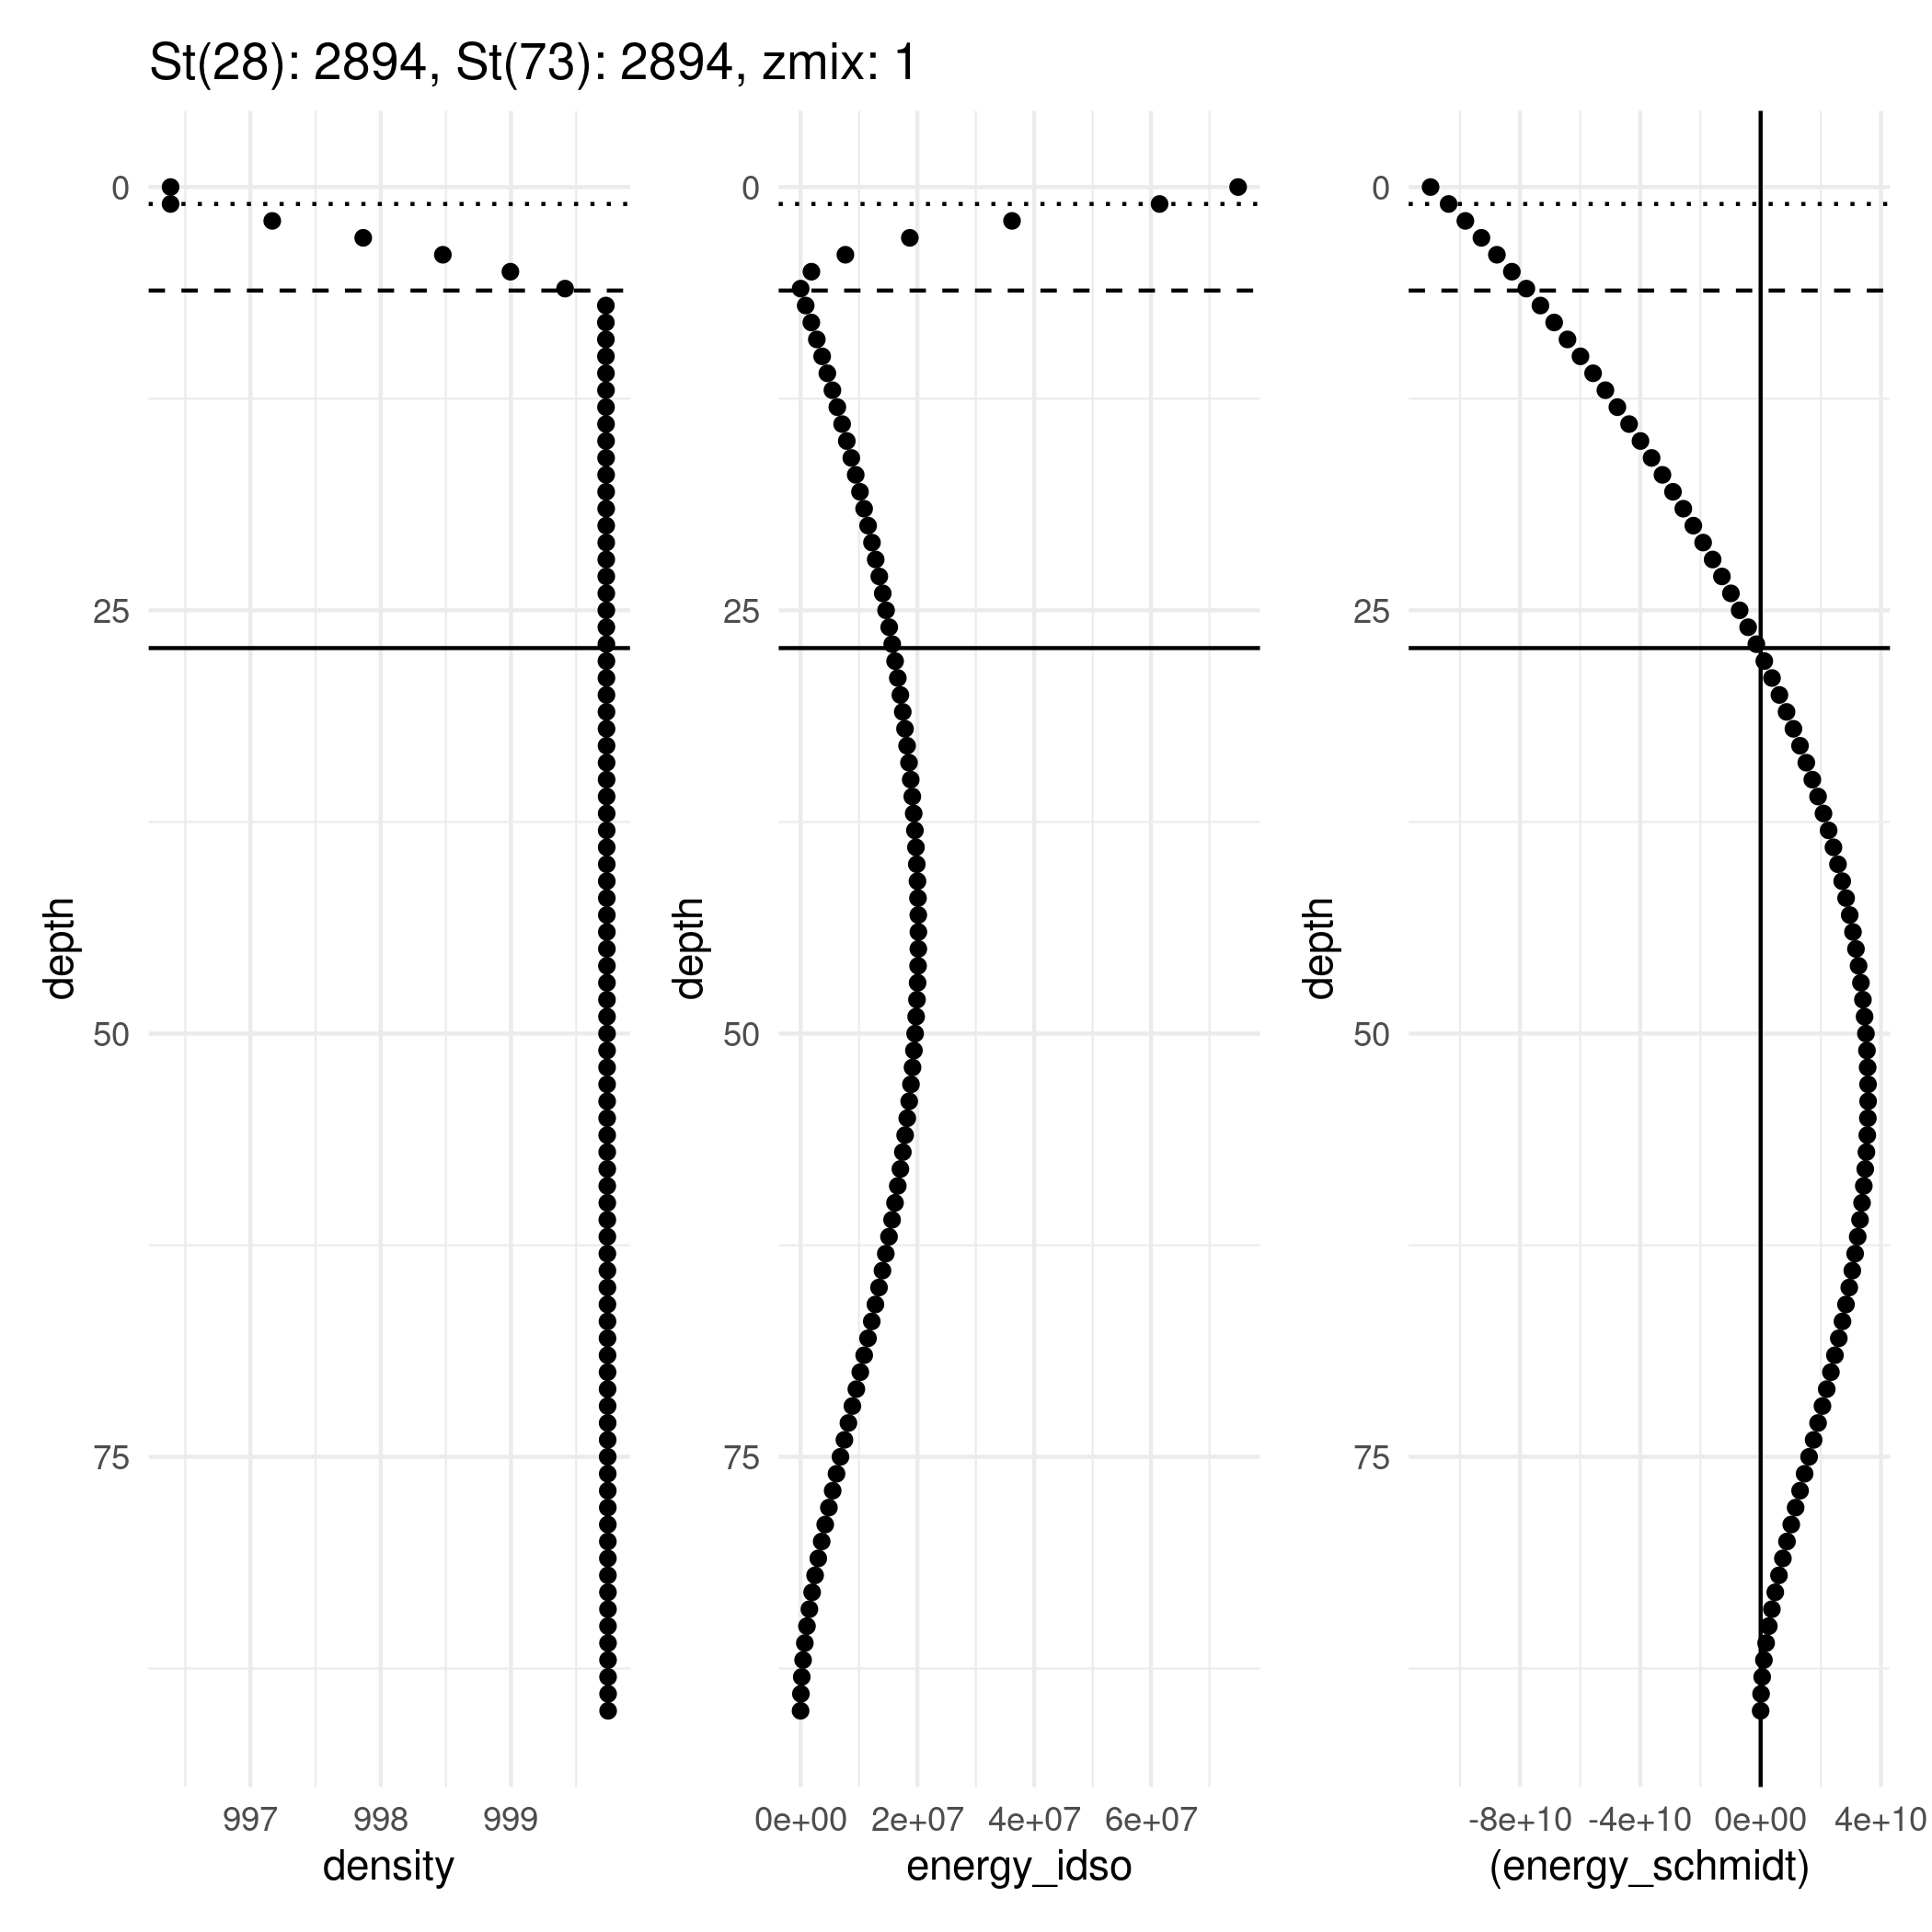 St(28): 2894, St(73): 2894, zmix: 1
0
25
50
75
depth
997 998 999
density
0
25
50
75
depth
0e+00 2e+07 4e+07 6e+07
energy_idso
0
25
50
75
depth
-8e+10 -4e+10 0e+00 4e+10
(energy_schmidt)